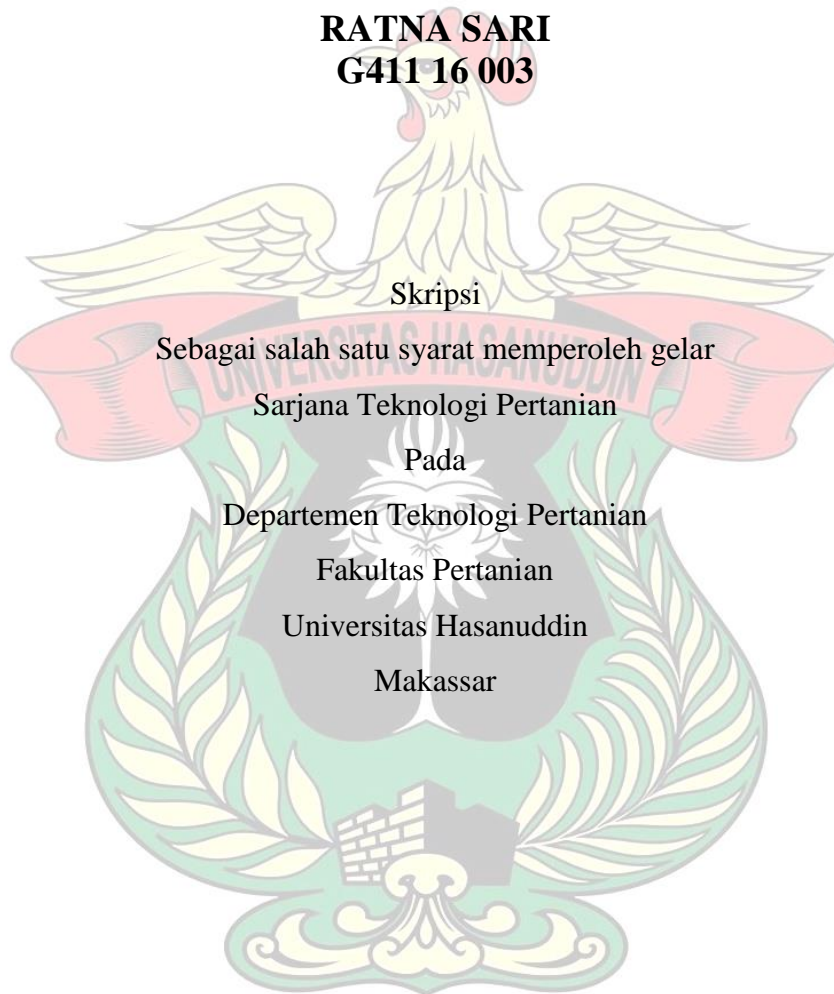 RATNA SARI
G411 16 003
Skripsi
UNIVERSITAS HASANUDDIN
Sebagai salah satu syarat memperoleh gelar
Sarjana Teknologi Pertanian
Pada
Departemen Teknologi Pertanian
Fakultas Pertanian
Universitas Hasanuddin
Makassar